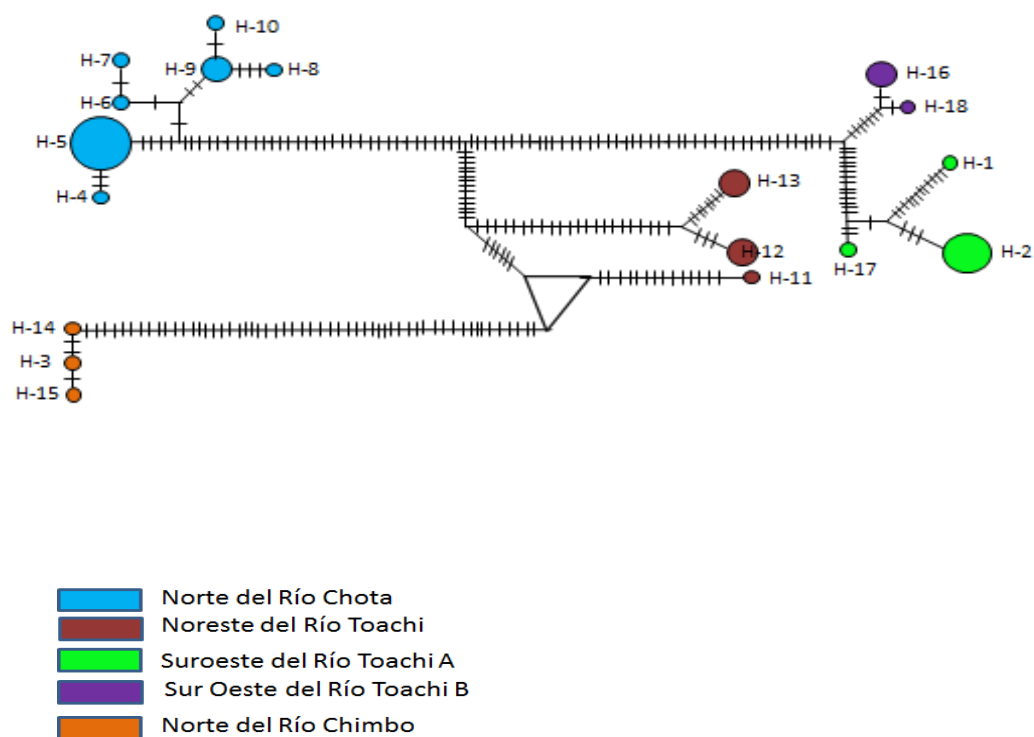 H-10
H-7
H-9
H-8
H-6
H-16
H-18
H-5
H-1
H-13
H-4
H-12
H-2
H-17
H-11
H-14
H-3
H-15
Norte del Río Chota
Noreste del Río Toachi
Suroeste del Río Toachi A
Sur Oeste del Río Toachi B
Norte del Río Chimbo